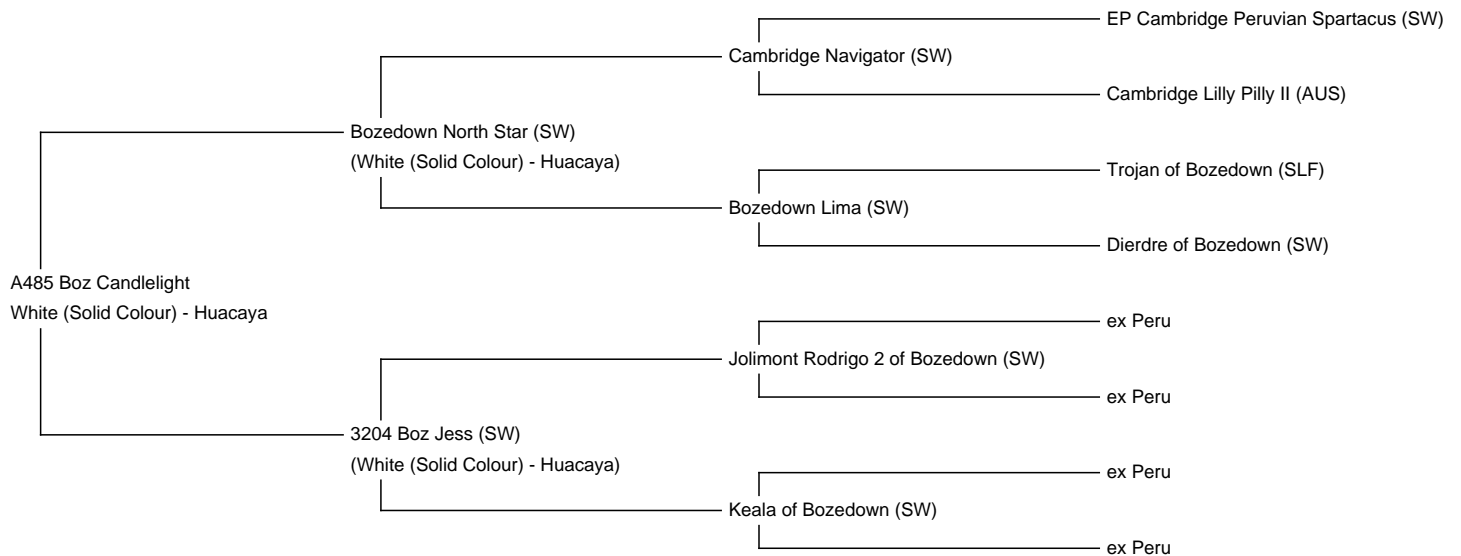 EP Cambridge Peruvian Spartacus (SW)
Cambridge Navigator (SW)
Cambridge Lilly Pilly II (AUS)
Bozedown North Star (SW)
(White (Solid Colour) - Huacaya)
Trojan of Bozedown (SLF)
Bozedown Lima (SW)
Dierdre of Bozedown (SW)
A485 Boz Candlelight
White (Solid Colour) - Huacaya
ex Peru
Jolimont Rodrigo 2 of Bozedown (SW)
ex Peru
3204 Boz Jess (SW)
(White (Solid Colour) - Huacaya)
ex Peru
Keala of Bozedown (SW)
ex Peru